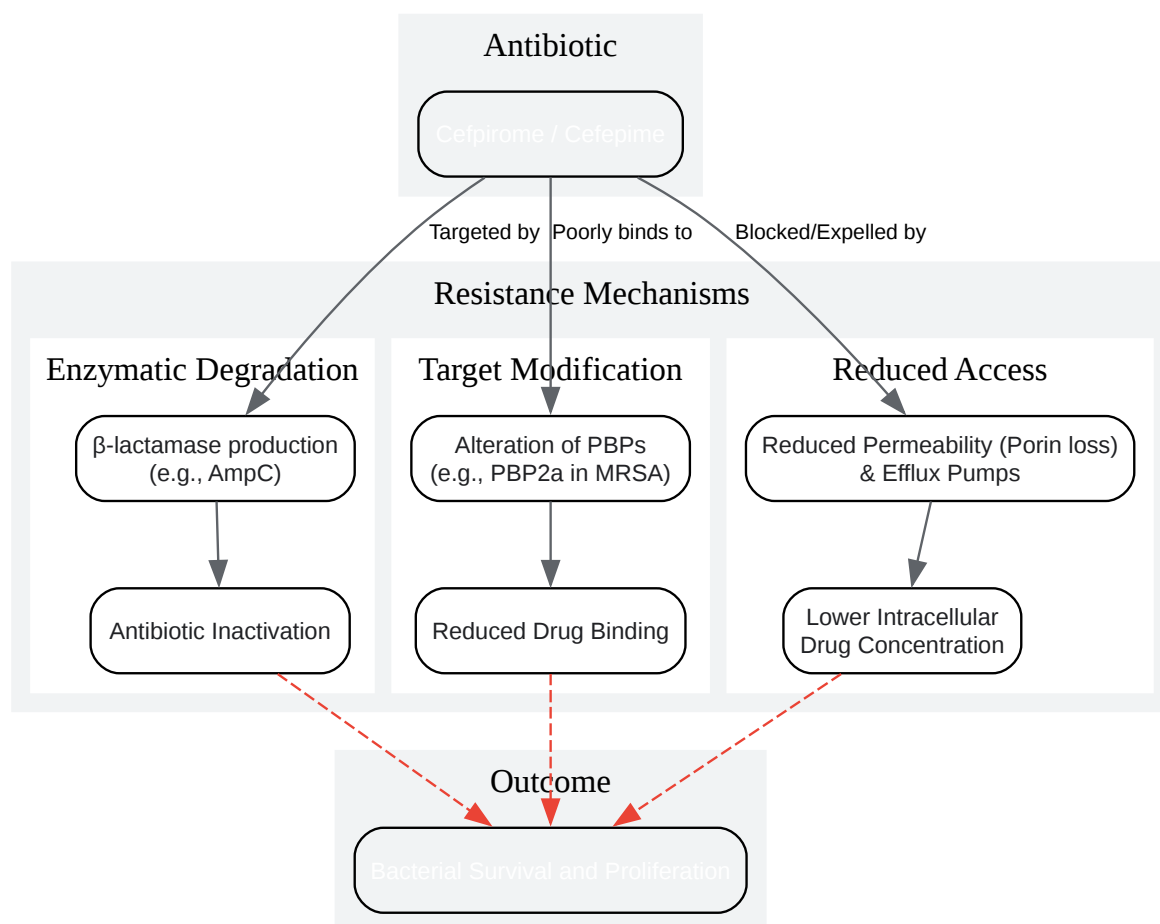 Antibiotic
Cefpirome / Cefepime
Targeted by
Poorly binds to
Blocked/Expelled by
Resistance Mechanisms
Enzymatic Degradation
Target Modification
Reduced Access
β-lactamase production
(e.g., AmpC)
Alteration of PBPs
(e.g., PBP2a in MRSA)
Reduced Permeability (Porin loss)
& Efflux Pumps
Antibiotic Inactivation
Reduced Drug Binding
Lower Intracellular
Drug Concentration
Outcome
Bacterial Survival and Proliferation